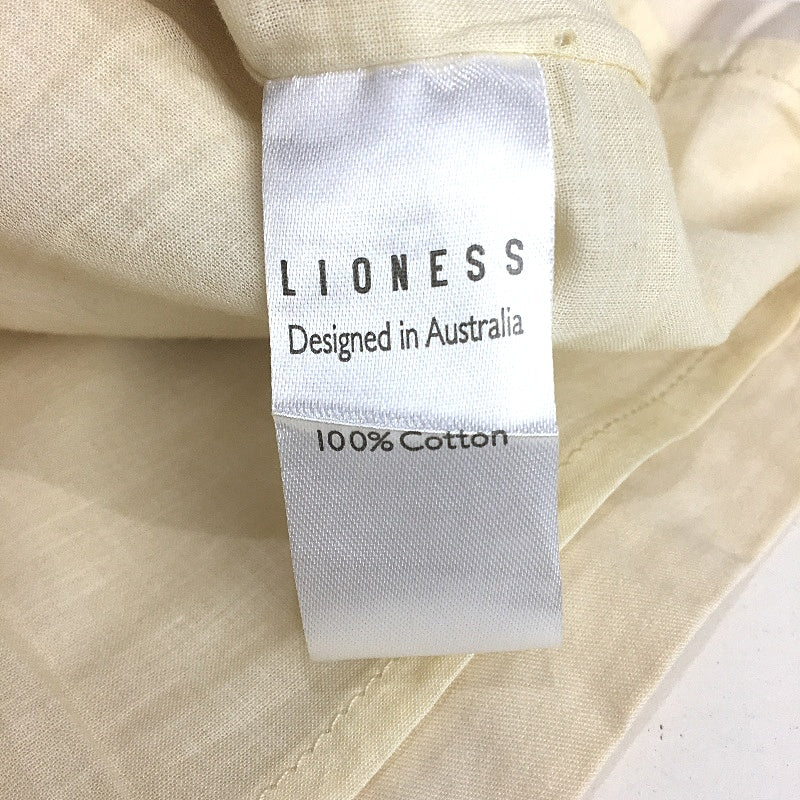 LIONESS
Designed in Australia
100% Cotton